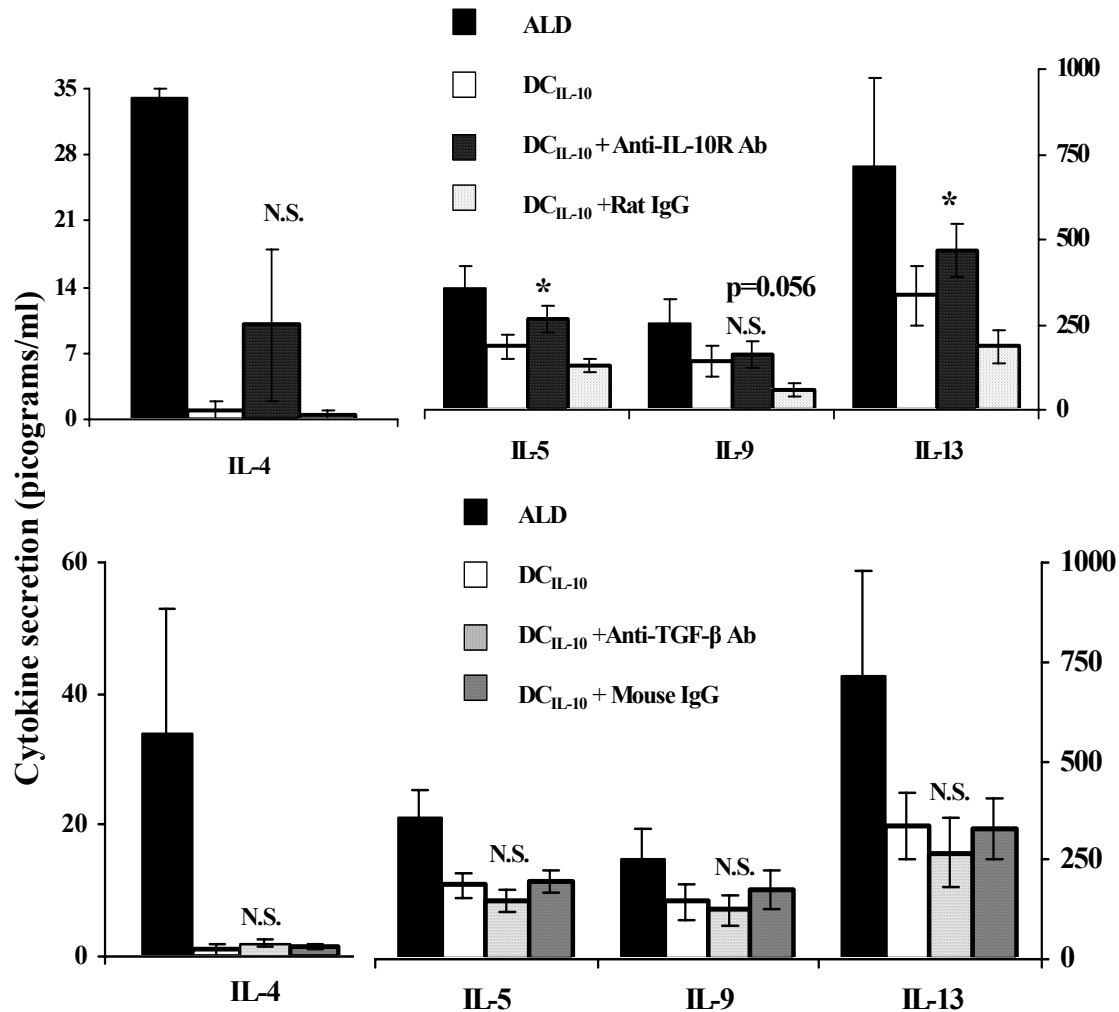 Cytokine secretion (picograms/ml)
ALD
DC_IL-10
DC_IL-10 + Anti-IL-10R Ab
DC_IL-10 +Rat IgG
35
28
21
14
7
0
1000
750
500
250
0
N.S.
*
p=0.056
N.S.
*
IL-4
IL-5
IL-9
IL-13
ALD
DC_IL-10
DC_IL-10 +Anti-TGF-β Ab
DC_IL-10 + Mouse IgG
60
40
20
0
1000
750
500
250
0
N.S.
N.S.
N.S.
N.S.
IL-4
IL-5
IL-9
IL-13